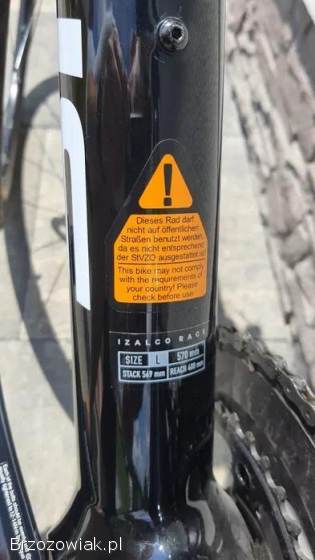 Dieses Rad darf
nicht auf öffentlichen
Straßen benutzt werden,
da es nicht entsprechend
der StVZO ausgestattet ist!
This bike may not comply
with the requirements of
your country! Please
check before use.
IZALCO RACE
SIZE L 570 mm
STACK 569 mm REACH 400 mm
Brzozowiak.pl